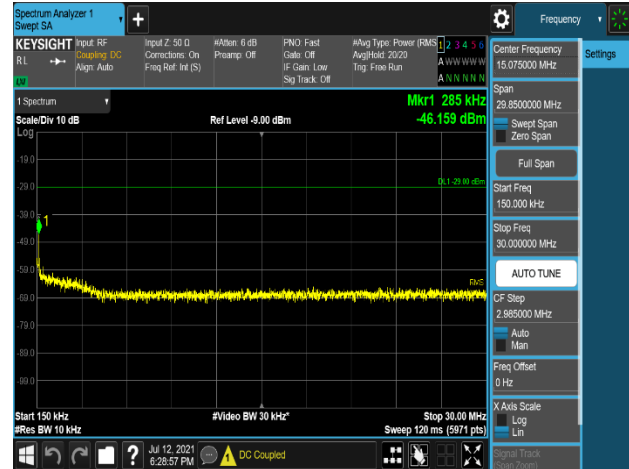 Spectrum Analyzer 1
Swept SA
+
Frequency
KEYSIGHT
Input: RF
Input Z: 50 Ω
#Atten: 6 dB
PNO: Fast
#Avg Type: Power (RMS
1 2 3 4 5 6
RL
Coupling: DC
Corrections: On
Preamp: Off
Gate: Off
Avg|Hold: 20/20
A W W W W W
Align: Auto
Freq Ref: Int (S)
IF Gain: Low
Trig: Free Run
Sig Track: Off
A N N N N N
LM
1 Spectrum
Mkr1 285 kHz
Scale/Div 10 dB
Ref Level -9.00 dBm
-46.159 dBm
Log
-19.0
DL1 -29.00 dBm
-29.0
-39.0
1
-49.0
-59.0
RMS
-69.0
-79.0
-89.0
-99.0
Start 150 kHz
#Video BW 30 kHz*
Stop 30.00 MHz
#Res BW 10 kHz
Sweep 120 ms (5971 pts)
Center Frequency
15.075000 MHz
Settings
Span
29.8500000 MHz
Swept Span
Zero Span
Full Span
Start Freq
150.000 kHz
Stop Freq
30.000000 MHz
AUTO TUNE
CF Step
2.985000 MHz
Auto
Man
Freq Offset
0 Hz
X Axis Scale
Log
Lin
Signal Track
(Span Zoom)
?
Jul 12, 2021
6:28:57 PM
DC Coupled